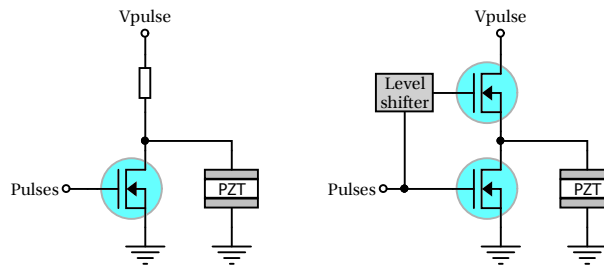 Vpulse
Pulses
PZT
Vpulse
Level
shifter
Pulses
PZT